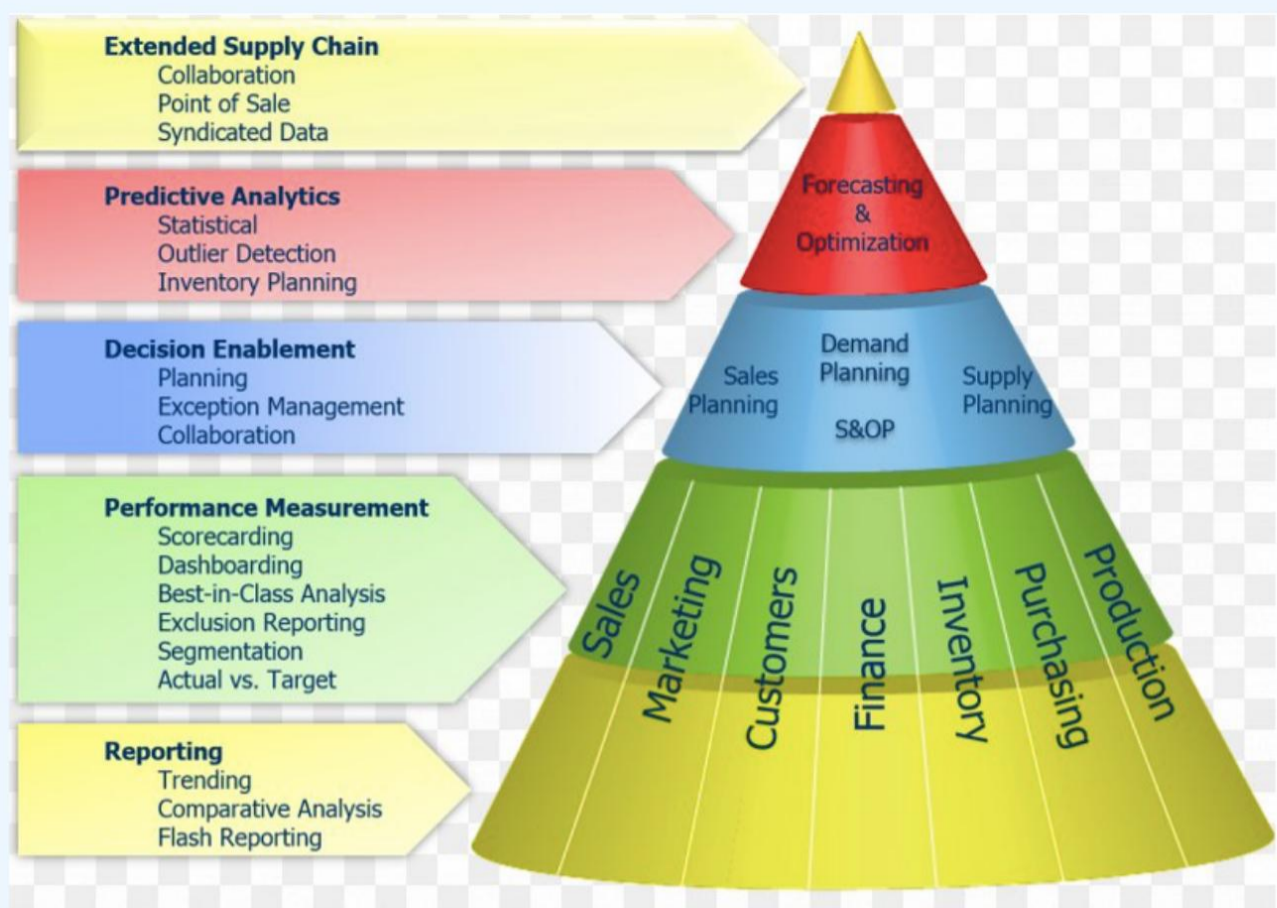 Extended Supply Chain
Collaboration
Point of Sale
Syndicated Data
Predictive Analytics
Statistical
Outlier Detection
Inventory Planning
Decision Enablement
Planning
Exception Management
Collaboration
Performance Measurement
Scorecarding
Dashboarding
Best-in-Class Analysis
Exclusion Reporting
Segmentation
Actual vs. Target
Reporting
Trending
Comparative Analysis
Flash Reporting
Forecasting
&
Optimization
Sales
Planning
Demand
Planning
S&OP
Supply
Planning
Sales
Marketing
Customers
Finance
Inventory
Purchasing
Production